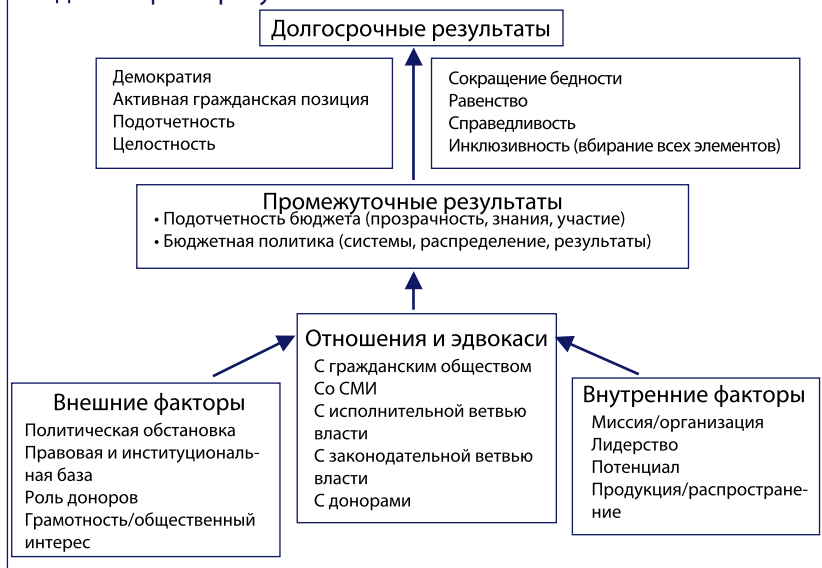 Долгосрочные результаты
Демократия
Активная гражданская позиция
Подотчетность
Целостность
Сокращение бедности
Равенство
Справедливость
Инклюзивность (вбирание всех элементов)
Промежуточные результаты
• Подотчетность бюджета (прозрачность, знания, участие)
• Бюджетная политика (системы, распределение, результаты)
Отношения и эдвокаси
С гражданским обществом
Со СМИ
С исполнительной ветвью
власти
С законодательной ветвью
власти
С донорами
Внешние факторы
Политическая обстановка
Правовая и институциональ-
ная база
Роль доноров
Грамотность/общественный
интерес
Внутренние факторы
Миссия/организация
Лидерство
Потенциал
Продукция/распростране-
ние